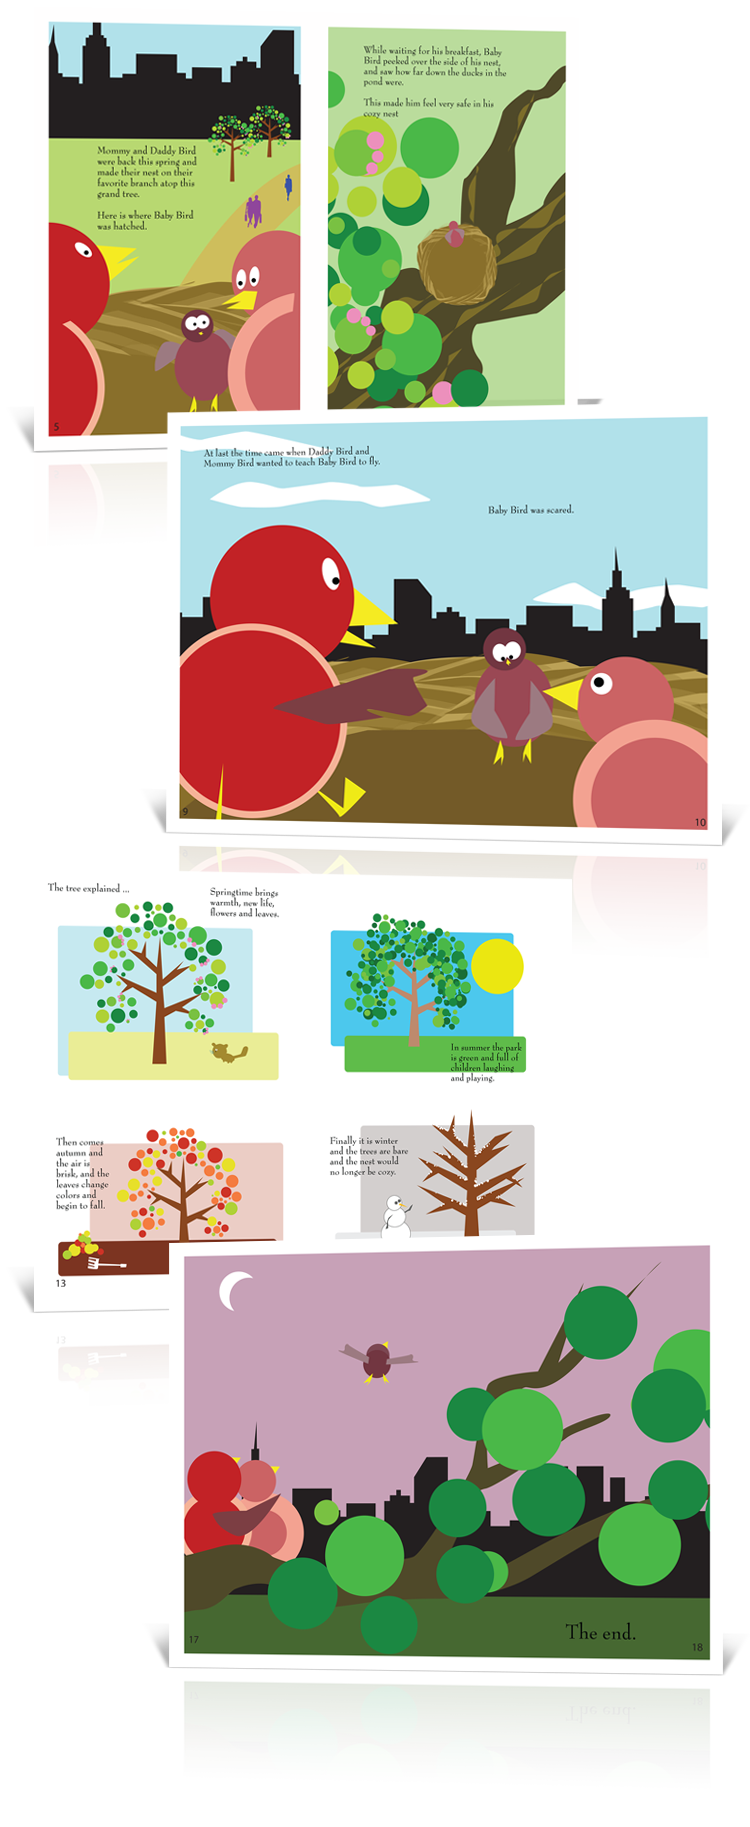 Mommy and Daddy Bird
were back this spring and
made their nest on their
favorite branch atop this
grand tree.
Here is where Baby Bird
was hatched.
5
While waiting for his breakfast, Baby
Bird peeked over the side of his nest,
and saw how far down the ducks in the
pond were.
This made him feel very safe in his
cozy nest
At last the time came when Daddy Bird and
Mommy Bird wanted to teach Baby Bird to fly.
Baby Bird was scared.
9
10
The tree explained ...
Springtime brings
warmth, new life,
flowers and leaves.
In summer the park
is green and full of
children laughing
and playing.
Then comes
autumn and
the air is
brisk, and the
leaves change
colors and
begin to fall.
Finally it is winter
and the trees are bare
and the nest would
no longer be cozy.
13
The end.
17
18